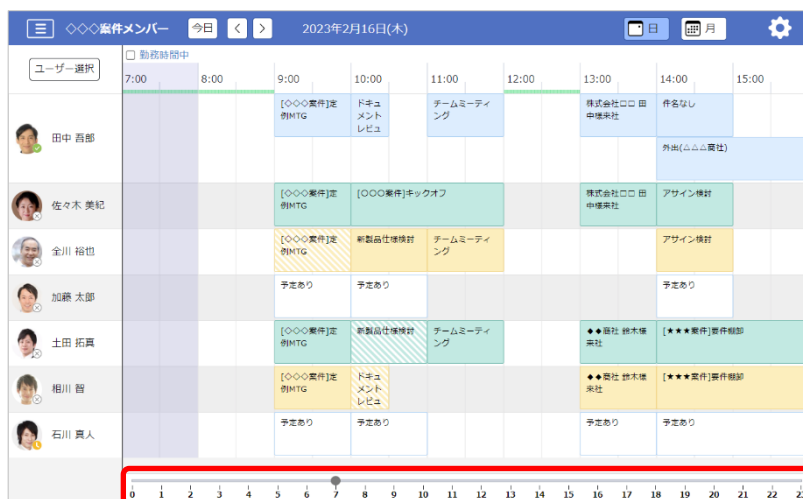 ◇◇◇案件メンバー 今日 < > 2023年2月16日(木) 日 月
勤務時間中
ユーザー選択
7:00 8:00 9:00 10:00 11:00 12:00 13:00 14:00 15:00
田中 吾郎
[◇◇◇案件]定
例MTG
ドキュ
メント
レビュ
チームミーティ
ング
株式会社□□ 田
中様来社
件名なし
外出(△△△商社)
佐々木 美紀
[◇◇◇案件]定
例MTG
[○○○案件]キックオフ
株式会社□□ 田
中様来社
アサイン検討
全川 裕也
[◇◇◇案件]定
例MTG
新製品仕様検討
チームミーティ
ング
アサイン検討
加藤 太郎
予定あり
予定あり
予定あり
土田 拓真
[◇◇◇案件]定
例MTG
新製品仕様検討
チームミーティ
ング
◆◆商社 鈴木様
来社
[★★★案件]要件棚卸
相川 智
[◇◇◇案件]定
例MTG
ドキュ
メント
レビュ
◆◆商社 鈴木様
来社
[★★★案件]要件棚卸
石川 真人
予定あり
予定あり
予定あり
予定あり
0 1 2 3 4 5 6 7 8 9 10 11 12 13 14 15 16 17 18 19 20 21 22